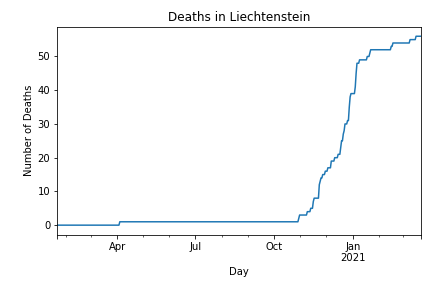 Deaths in Liechtenstein
Number of Deaths
50
40
30
20
10
0
Apr
Jul
Oct
Jan
2021
Day